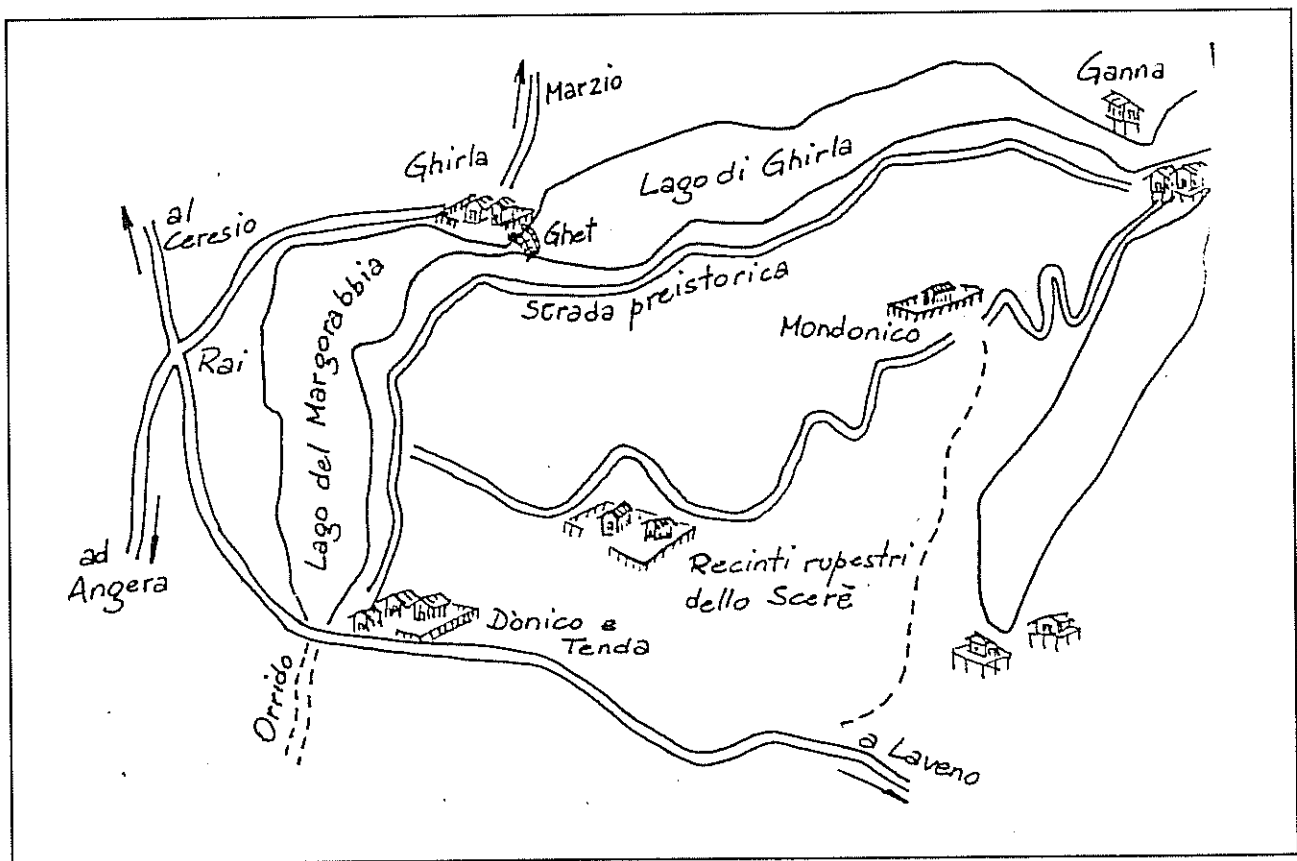 Ganna
Marzio
Ghirla
Lago di Ghirla
al
Ceresio
Ghet
Strada preistorica
Mondonico
Rai
Lago del Margorabbia
ad
Angera
Recinti rupestri
dello Scerè
Dònico e
Tenda
Orrido
a Laveno